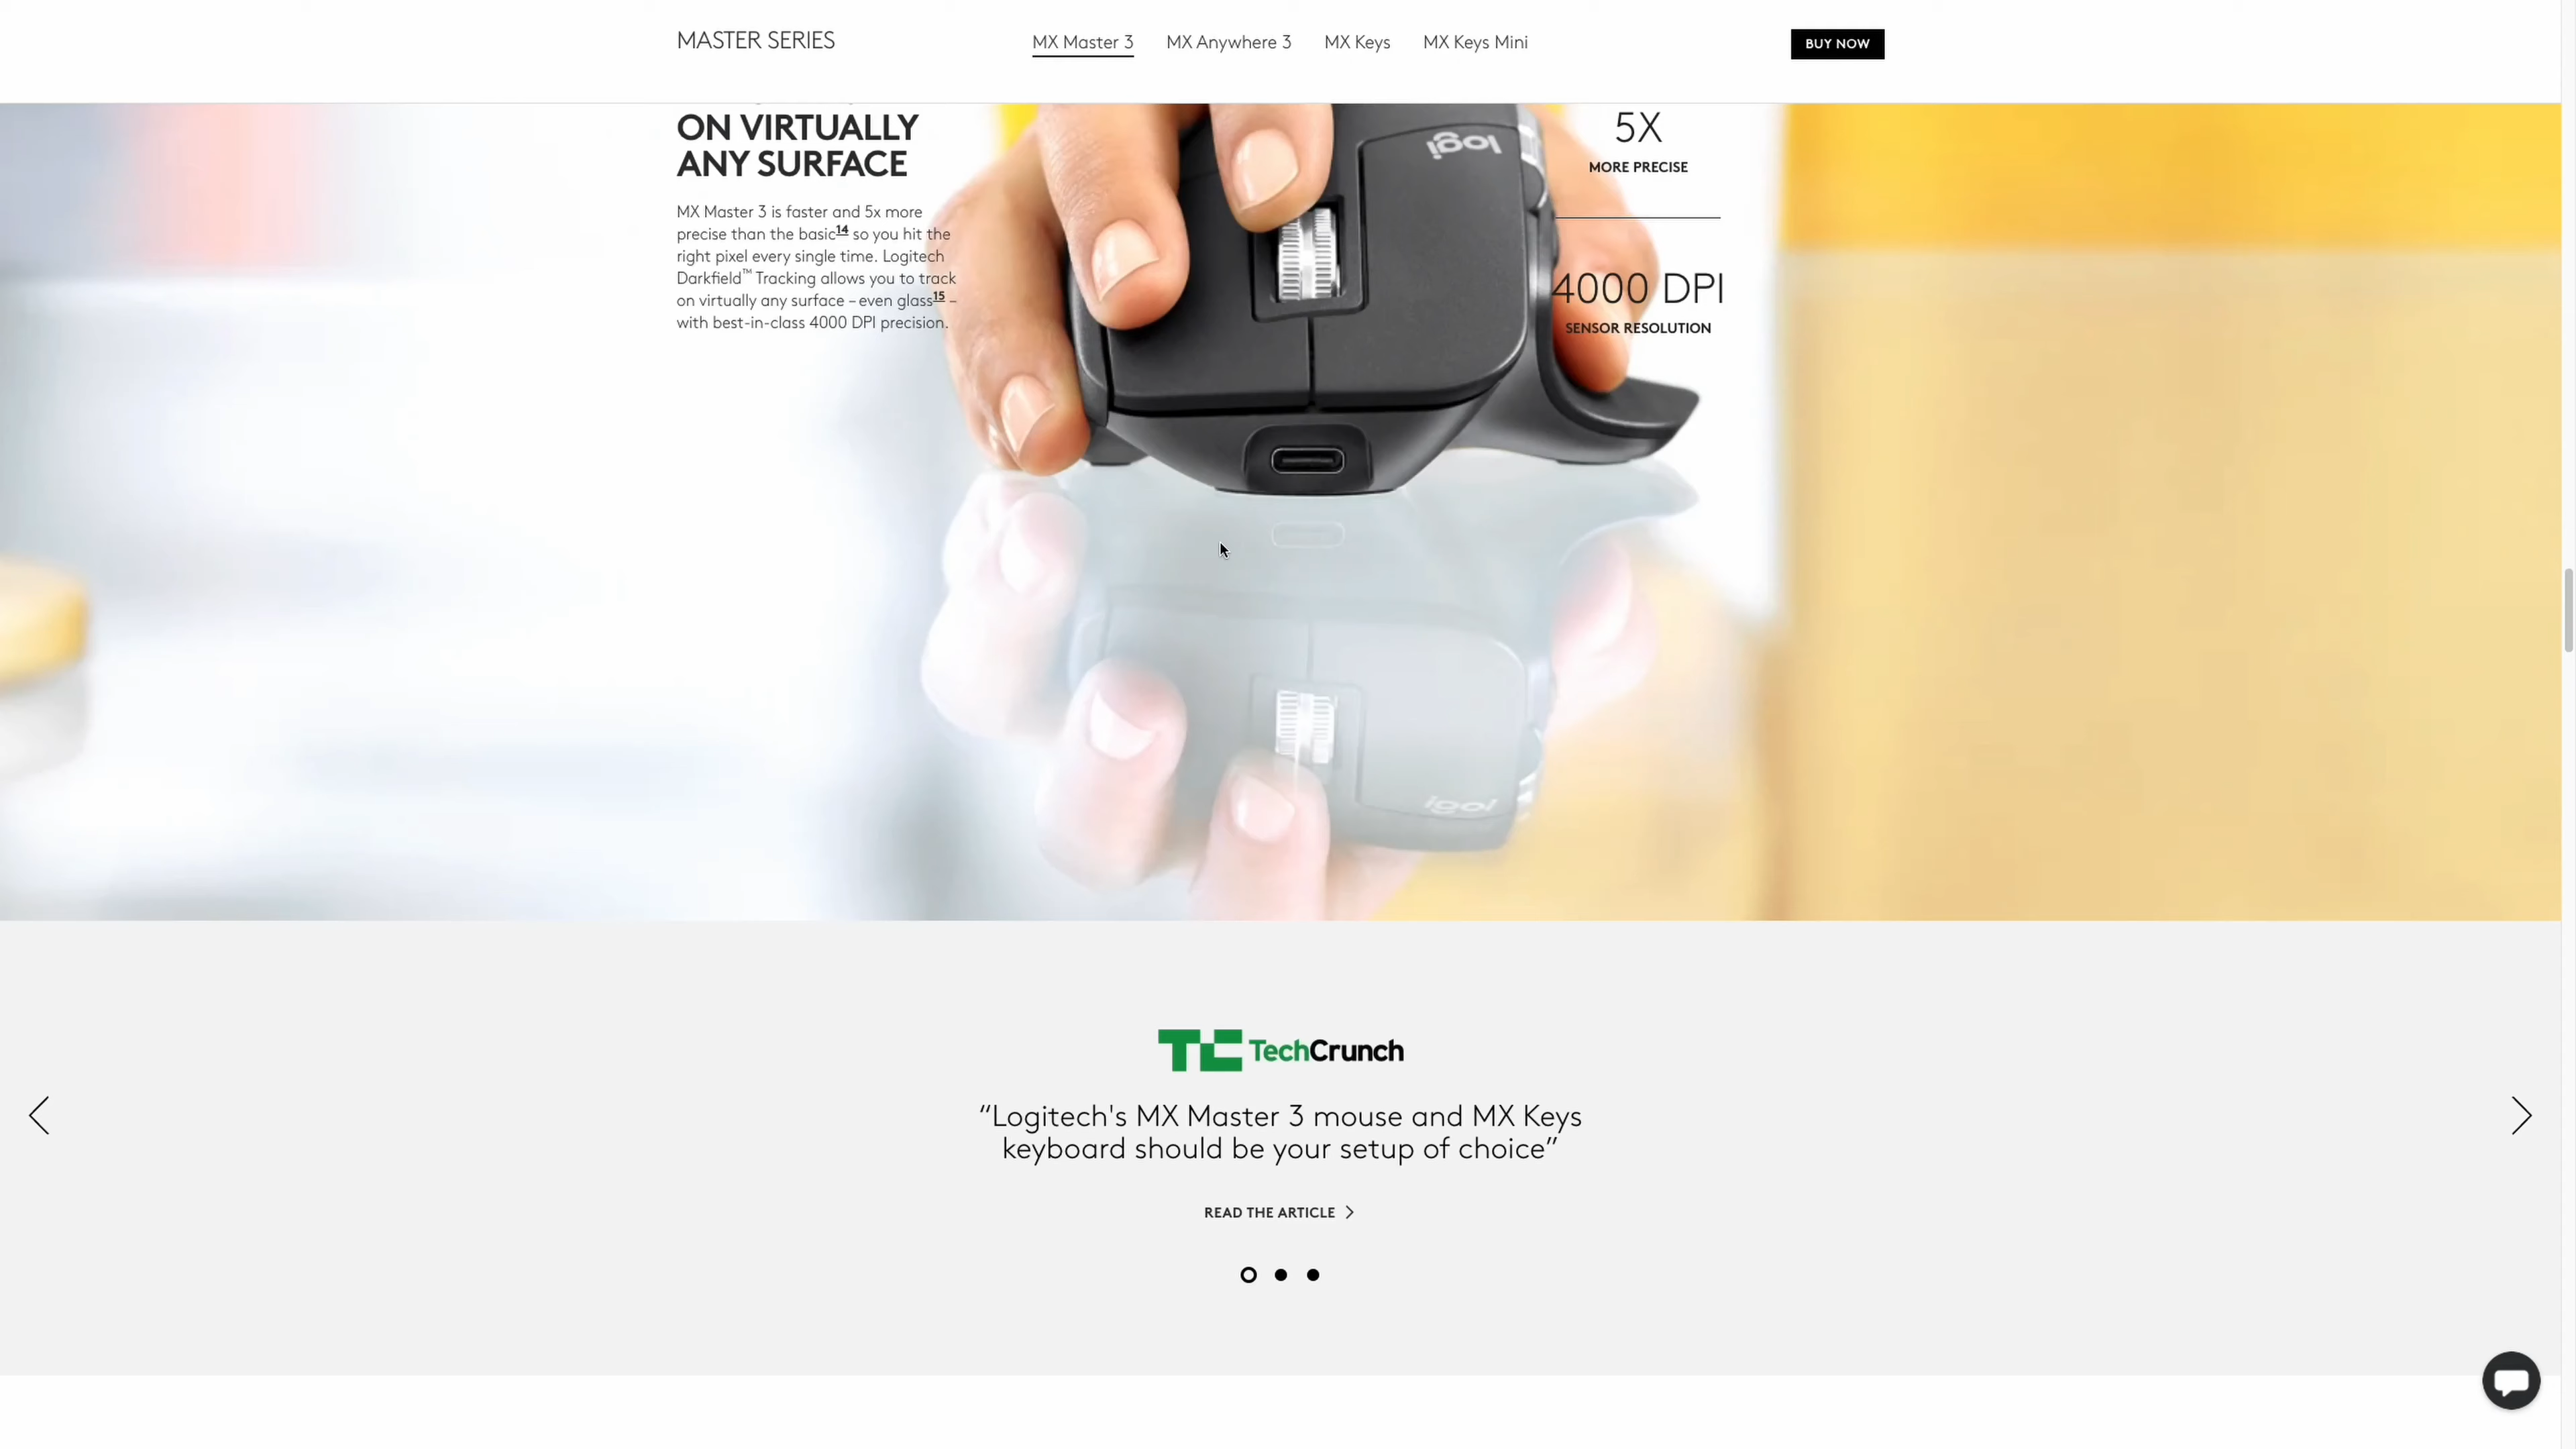 MASTER SERIES
MX Master 3
MX Anywhere 3
MX Keys
MX Keys Mini
BUY NOW
ON VIRTUALLY
ANY SURFACE
MX Master 3 is faster and 5x more
precise than the basic14 so you hit the
right pixel every single time. Logitech
Darkfield™ Tracking allows you to track
on virtually any surface – even glass15 –
with best-in-class 4000 DPI precision.
logi
5X
MORE PRECISE
4000 DPI
SENSOR RESOLUTION
TC TechCrunch
“Logitech's MX Master 3 mouse and MX Keys
keyboard should be your setup of choice”
READ THE ARTICLE